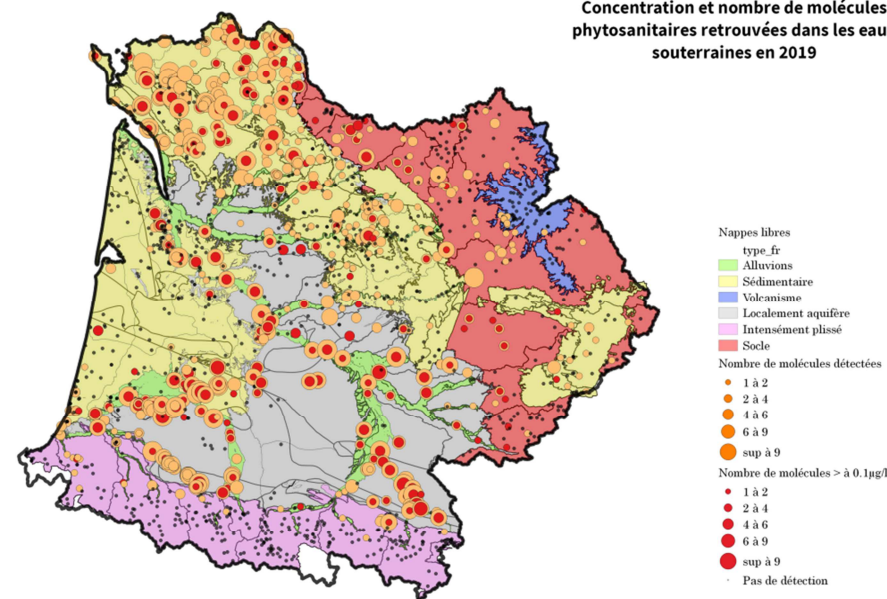 Concentration et nombre de molécules
phytosanitaires retrouvées dans les eau
souterraines en 2019
Nappes libres
type_fr
Alluvions
Sédimentaire
Volcanisme
Localement aquifère
Intensément plissé
Socle
Nombre de molécules détectées
1 à 2
2 à 4
4 à 6
6 à 9
sup à 9
Nombre de molécules > à 0.1µg/l
1 à 2
2 à 4
4 à 6
6 à 9
sup à 9
Pas de détection